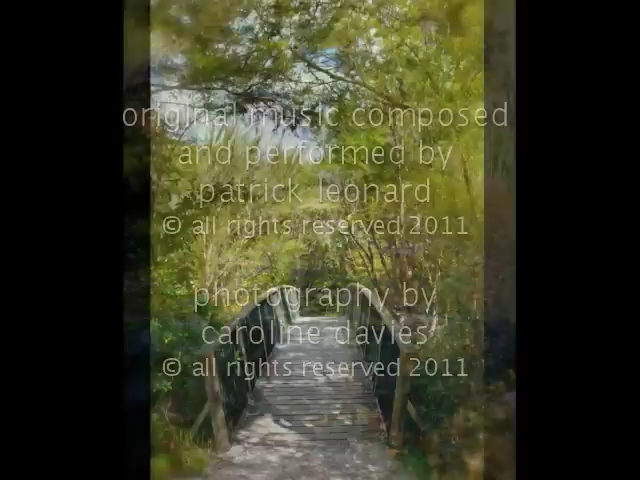 original music composed
and performed by
patrick leonard
© all rights reserved 2011
photography by
caroline davies
© all rights reserved 2011